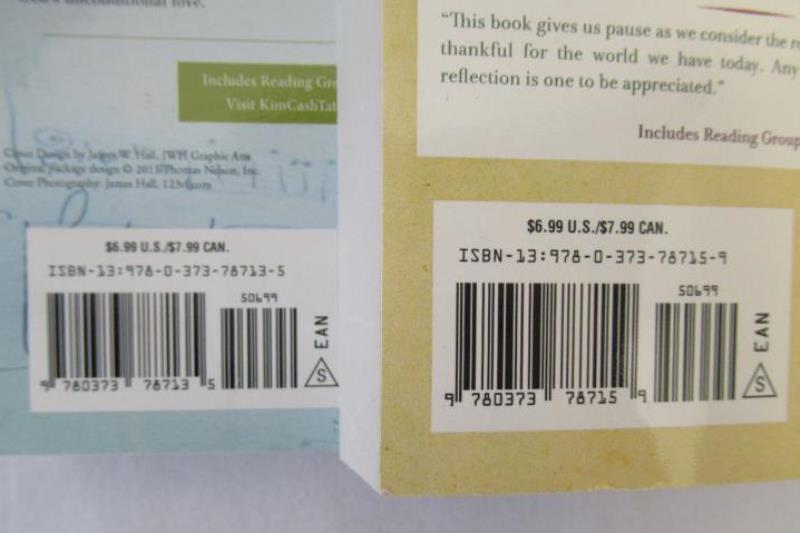 unconditional love.
Includes Reading
Visit KimCashTat
Cover Design by James W. Hall, JWH Graphic Arts
Original package design © 2011 Thomas Nelson, Inc.
Cover Photography: James Hall, 123rf.com
$6.99 U.S./$7.99 CAN.
ISBN-13:978-0-373-78713-5
50699
EAN
S
9 780373 78713 5
“This book gives us pause as we consider the
thankful for the world we have today. Any
reflection is one to be appreciated.”
Includes Reading Group
$6.99 U.S./$7.99 CAN.
ISBN-13:978-0-373-78715-9
50699
EAN
S
9 780373 78715 9